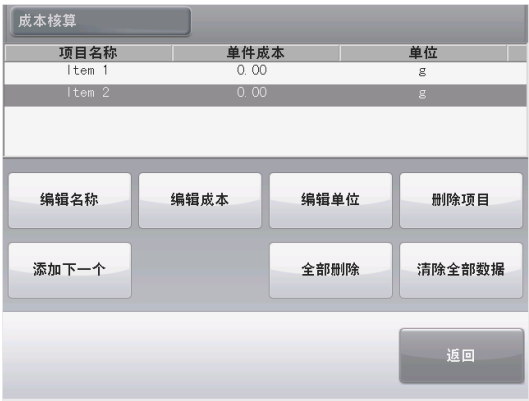 成本核算
项目名称 单件成本 单位
Item 1 0.00 g
Item 2 0.00 g
编辑名称 编辑成本 编辑单位 删除项目
添加下一个 全部删除 清除全部数据
返回